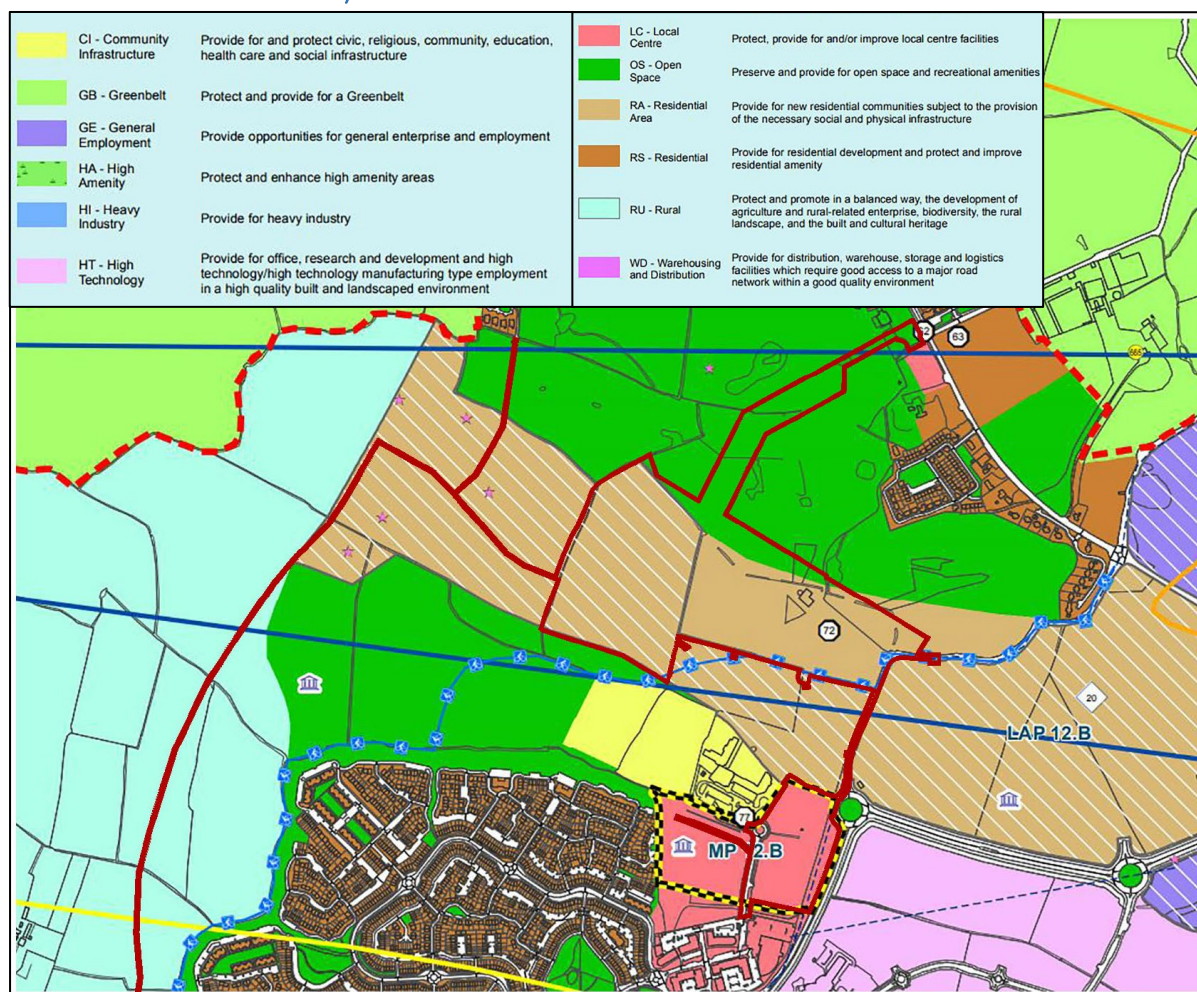 CI - Community
Infrastructure
Provide for and protect civic, religious, community, education,
health care and social infrastructure
GB - Greenbelt
Protect and provide for a Greenbelt
GE - General
Employment
Provide opportunities for general enterprise and employment
HA - High
Amenity
Protect and enhance high amenity areas
HI - Heavy
Industry
Provide for heavy industry
HT - High
Technology
Provide for office, research and development and high
technology/high technology manufacturing type employment
in a high quality built and landscaped environment
LC - Local
Centre
Protect, provide for and/or improve local centre facilities
OS - Open
Space
Preserve and provide for open space and recreational amenities
RA - Residential
Area
Provide for new residential communities subject to the provision
of the necessary social and physical infrastructure
RS - Residential
Provide for residential development and protect and improve
residential amenity
RU - Rural
Protect and promote in a balanced way, the development of
agriculture and rural-related enterprise, biodiversity, the rural
landscape, and the built and cultural heritage
WD - Warehousing
and Distribution
Provide for distribution, warehouse, storage and logistics
facilities which require good access to a major road
network within a good quality environment
63
72
20
LAP 12.B
77